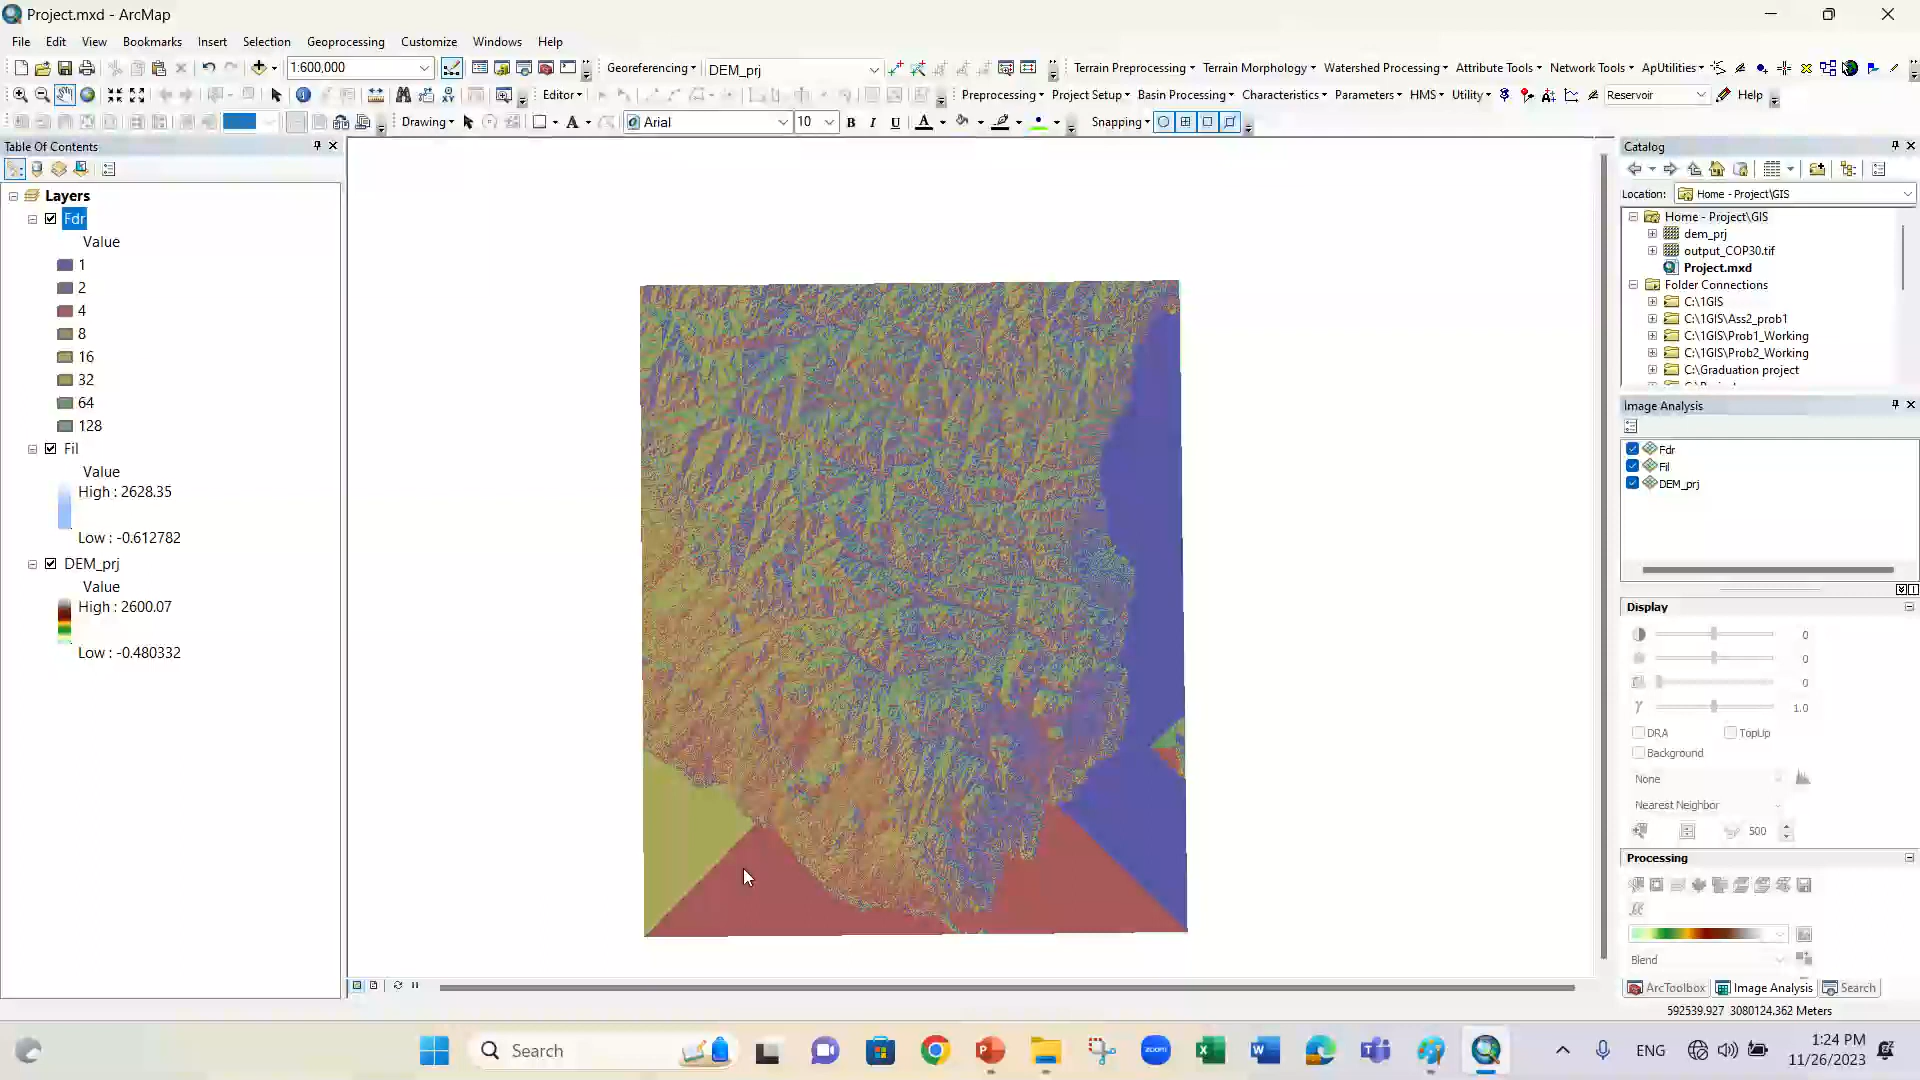 Project.mxd - ArcMap
File Edit View Bookmarks Insert Selection Geoprocessing Customize Windows Help
1:600,000 Georeferencing DEM_prj Terrain Preprocessing Terrain Morphology Watershed Processing Attribute Tools Network Tools ApUtilities
Editor Preprocessing Project Setup Basin Processing Characteristics Parameters HMS Utility Reservoir Help
Drawing A Arial 10 B I U A Snapping
Table Of Contents
Layers
Fdr
Value
1
2
4
8
16
32
64
128
Fil
Value
High : 2628.35
Low : -0.612782
DEM_prj
Value
High : 2600.07
Low : -0.480332
Catalog
Location: Home - Project\GIS
Home - Project\GIS
dem_prj
output_COP30.tif
Project.mxd
Folder Connections
C:\1GIS
C:\1GIS\Ass2_prob1
C:\1GIS\Prob1_Working
C:\1GIS\Prob2_Working
C:\Graduation project
Image Analysis
Fdr
Fil
DEM_prj
Display
0
0
0
γ 1.0
DRA TopUp
Background
None
Nearest Neighbor
500
Processing
Blend
ArcToolbox Image Analysis Search
592539.927 3080124.362 Meters
Search
zoom
ENG
1:24 PM
11/26/2023